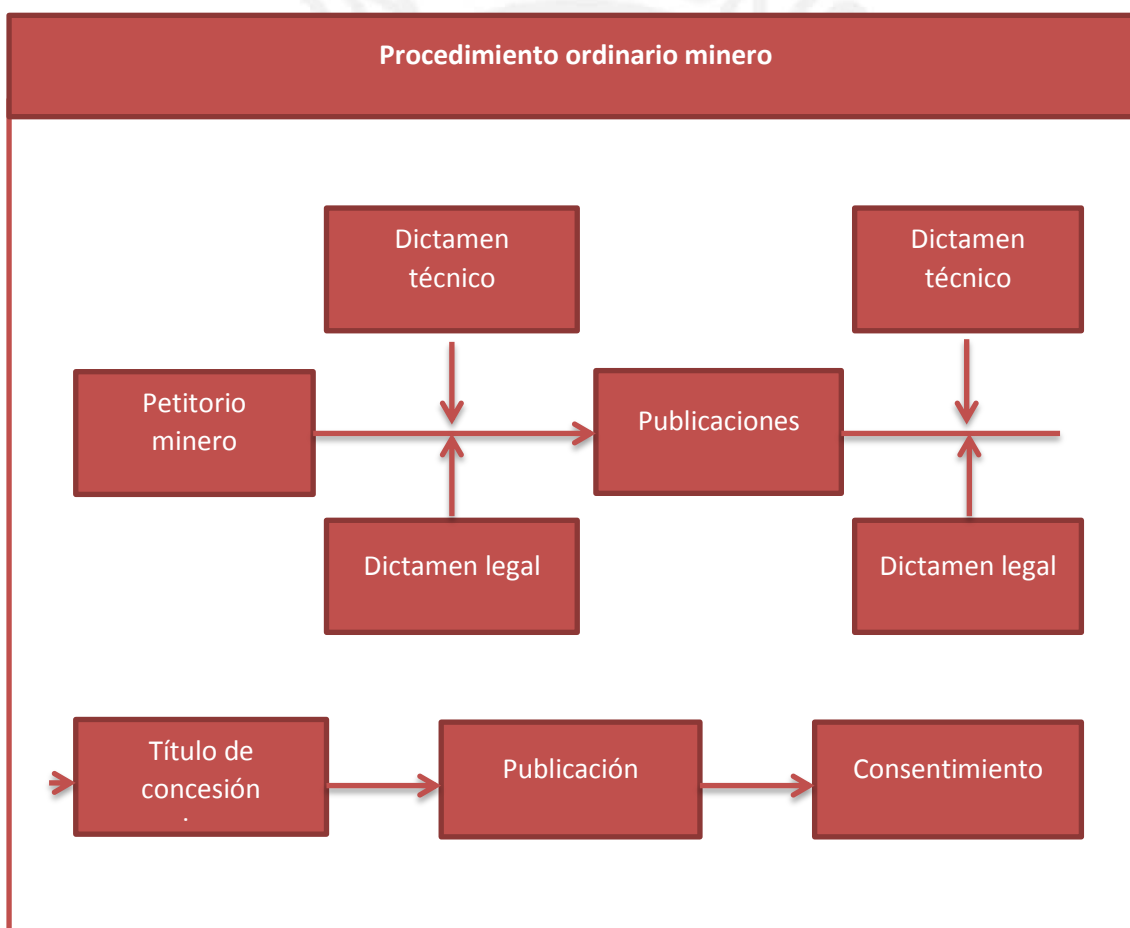 Procedimiento ordinario minero
Dictamen
técnico
Dictamen
técnico
Petitorio
minero
Publicaciones
Dictamen legal
Dictamen legal
Título de
concesión
Publicación
Consentimiento